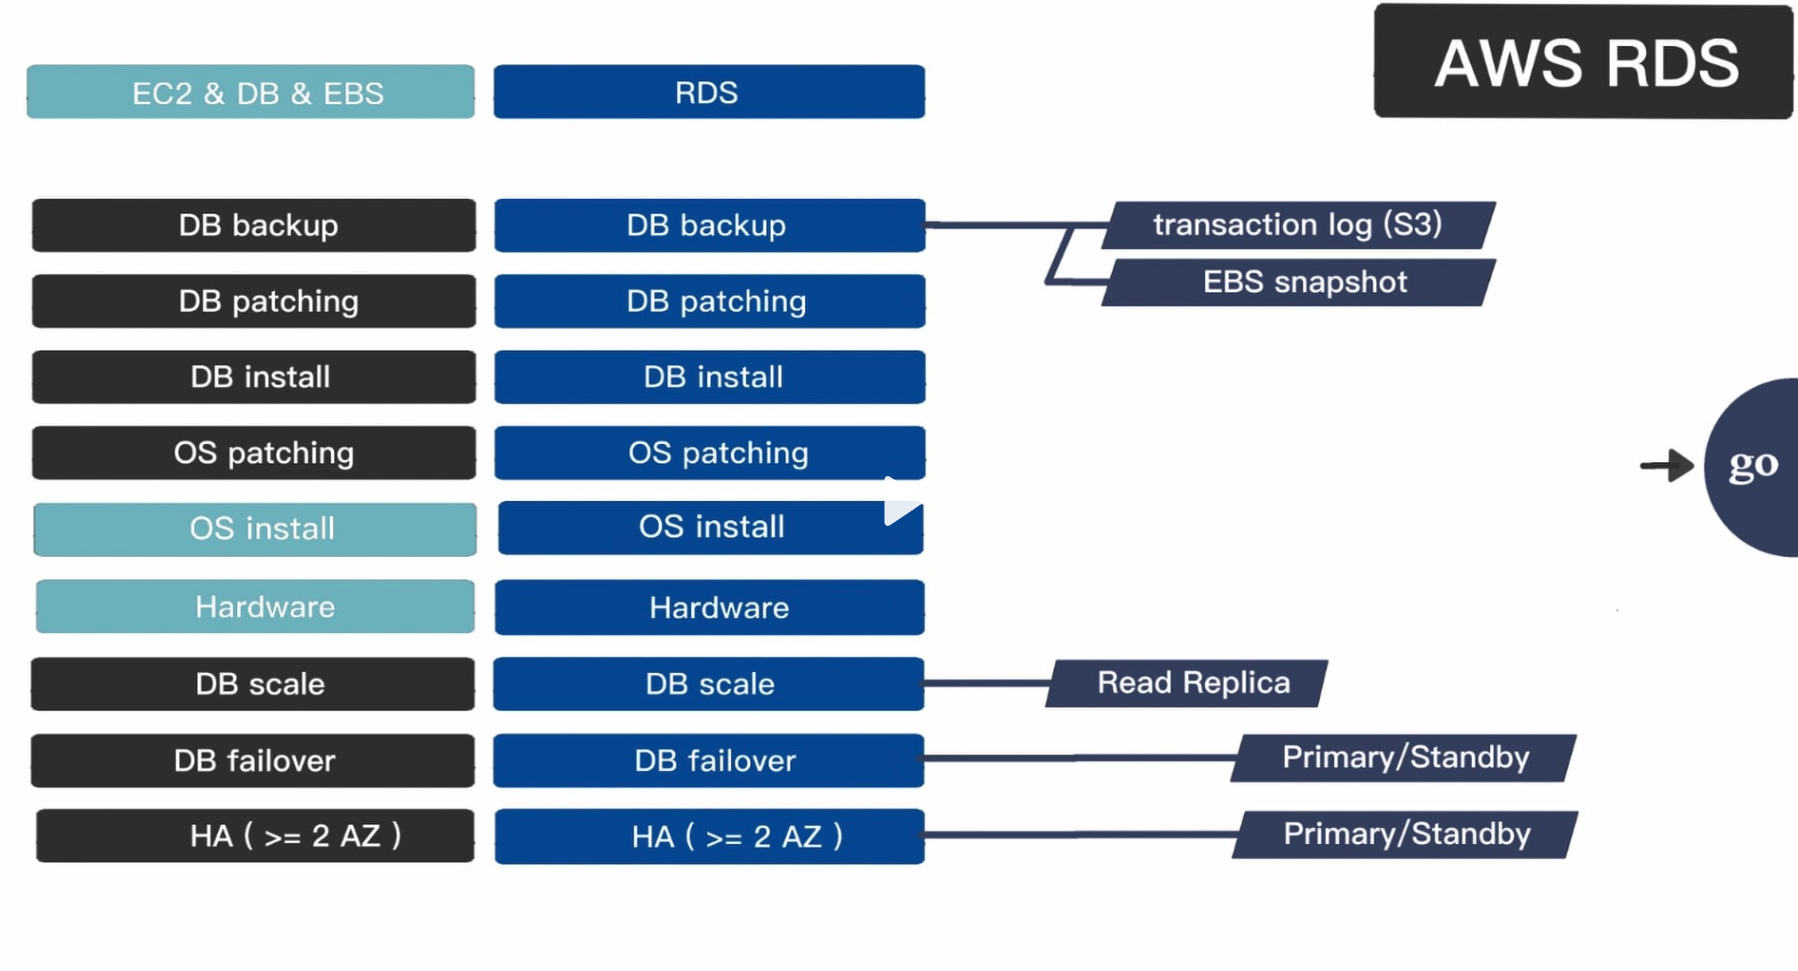 AWS RDS
EC2 & DB & EBS
RDS
DB backup
DB backup
transaction log (S3)
EBS snapshot
DB patching
DB patching
DB install
DB install
OS patching
OS patching
go
OS install
OS install
Hardware
Hardware
DB scale
DB scale
Read Replica
DB failover
DB failover
Primary/Standby
HA ( >= 2 AZ )
HA ( >= 2 AZ )
Primary/Standby